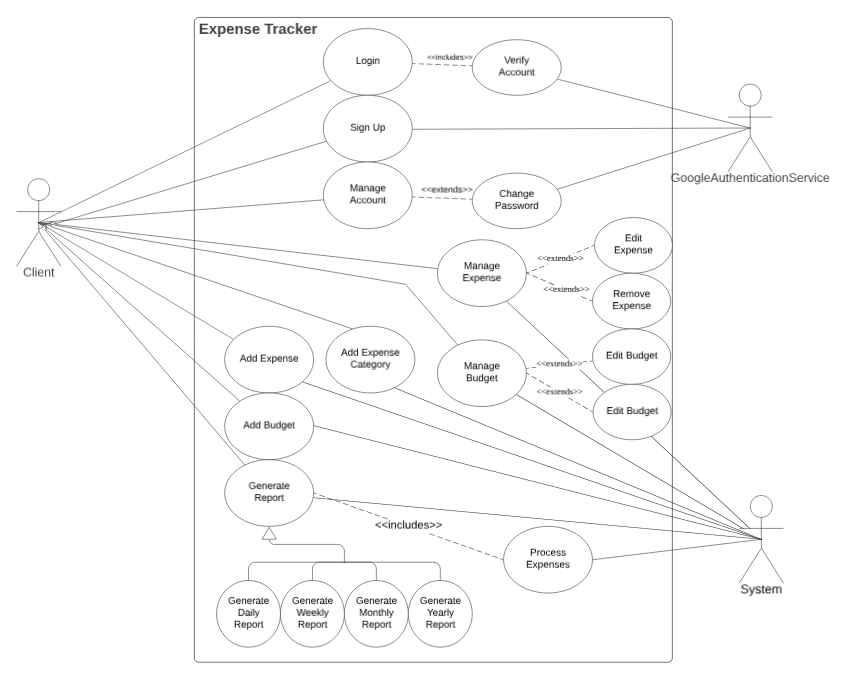 Expense Tracker
Login
<<includes>>
Verify
Account
Sign Up
GoogleAuthenticationService
Manage
Account
<<extends>>
Change
Password
Client
Manage
Expense
<<extends>>
Edit
Expense
<<extends>>
Remove
Expense
Add Expense
Add Expense
Category
Manage
Budget
<<extends>>
Edit Budget
<<extends>>
Edit Budget
Add Budget
Generate
Report
<<includes>>
Process
Expenses
System
Generate
Daily
Report
Generate
Weekly
Report
Generate
Monthly
Report
Generate
Yearly
Report